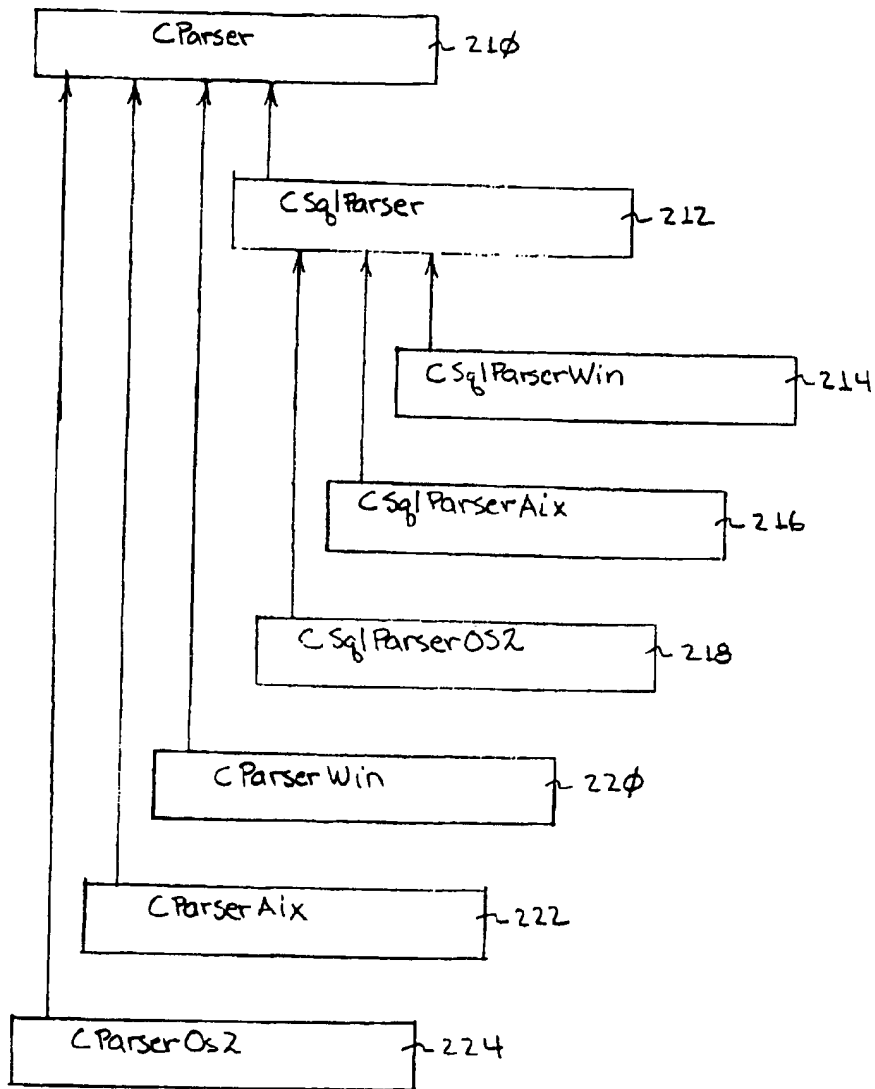 CParser 210
CSqlParser 212
CSqlParserWin 214
CSqlParserAix 216
CSqlParserOS2 218
CParserWin 220
CParserAix 222
CParserOs2 224